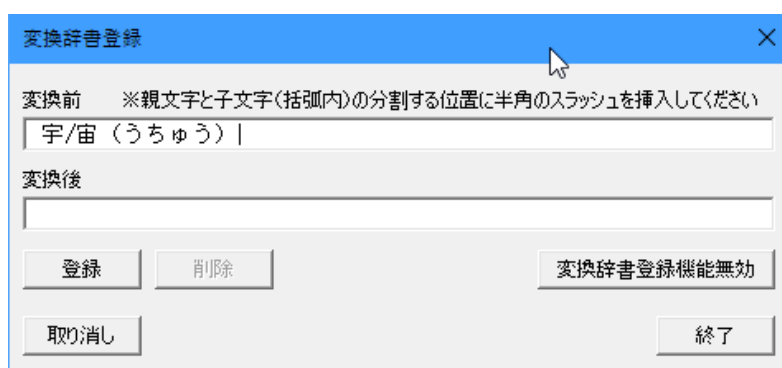 変換辞書登録
変換前 ※親文字と子文字(括弧内)の分割する位置に半角のスラッシュを挿入してください
宇/宙（うちゅう）
変換後
登録 削除 変換辞書登録機能無効
取り消し 終了